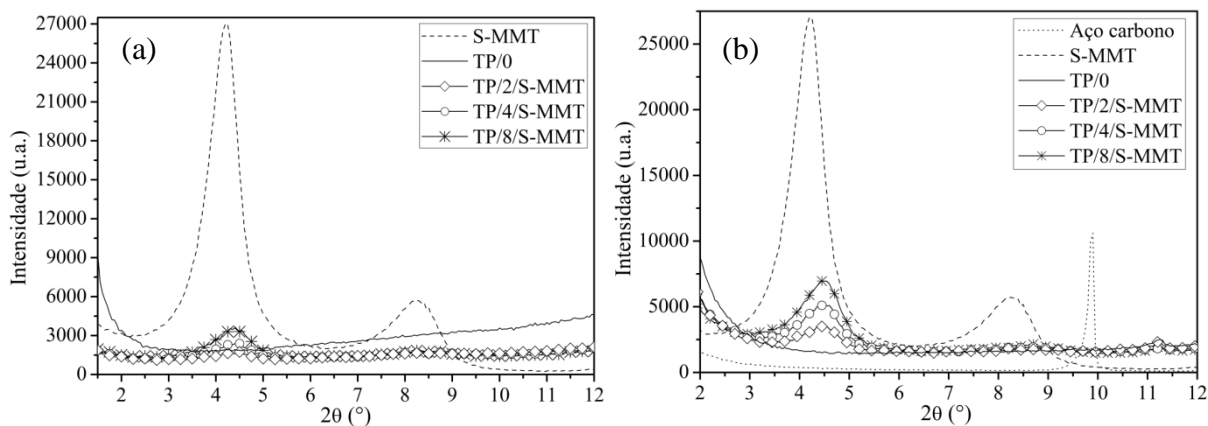 (a)
27000
24000
21000
18000
15000
12000
9000
6000
3000
0
Intensidade (u.a.)
2 3 4 5 6 7 8 9 10 11 12
2θ (°)
S-MMT
TP/0
TP/2/S-MMT
TP/4/S-MMT
TP/8/S-MMT
(b)
25000
20000
15000
10000
5000
0
Intensidade (u.a.)
2 3 4 5 6 7 8 9 10 11 12
2θ (°)
Aço carbono
S-MMT
TP/0
TP/2/S-MMT
TP/4/S-MMT
TP/8/S-MMT